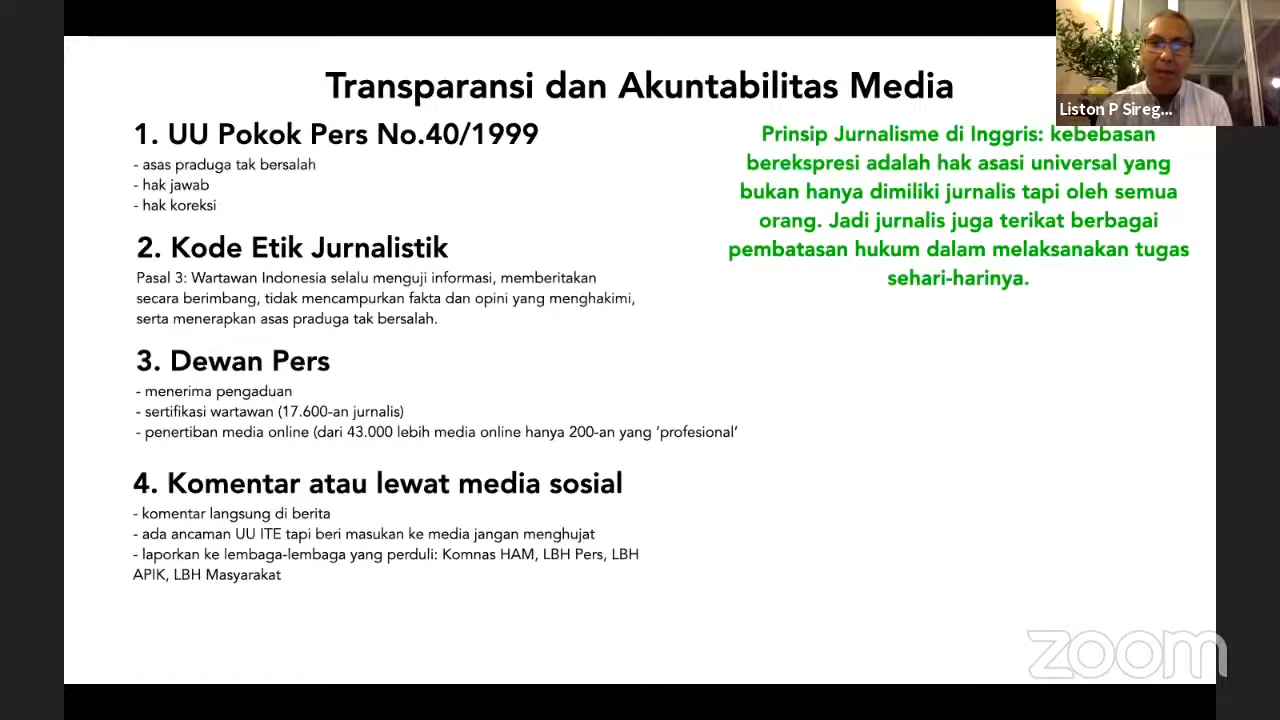 Transparansi dan Akuntabilitas Media
1. UU Pokok Pers No.40/1999
- asas praduga tak bersalah
- hak jawab
- hak koreksi
2. Kode Etik Jurnalistik
Pasal 3: Wartawan Indonesia selalu menguji informasi, memberitakan
secara berimbang, tidak mencampurkan fakta dan opini yang menghakimi,
serta menerapkan asas praduga tak bersalah.
3. Dewan Pers
- menerima pengaduan
- sertifikasi wartawan (17.600-an jurnalis)
- penertiban media online (dari 43.000 lebih media online hanya 200-an yang ‘profesional’
4. Komentar atau lewat media sosial
- komentar langsung di berita
- ada ancaman UU ITE tapi beri masukan ke media jangan menghujat
- laporkan ke lembaga-lembaga yang perduli: Komnas HAM, LBH Pers, LBH
APIK, LBH Masyarakat
Prinsip Jurnalisme di Inggris: kebebasan
berekspresi adalah hak asasi universal yang
bukan hanya dimiliki jurnalis tapi oleh semua
orang. Jadi jurnalis juga terikat berbagai
pembatasan hukum dalam melaksanakan tugas
sehari-harinya.
Liston P Sireg...
zoom